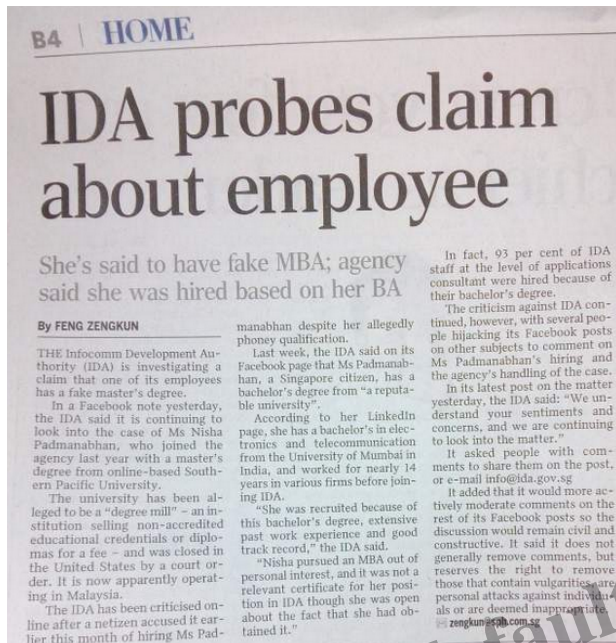 B4 | HOME
IDA probes claim
about employee
She's said to have fake MBA; agency
said she was hired based on her BA
By FENG ZENGKUN
THE Infocomm Development Au-
thority (IDA) is investigating a
claim that one of its employees
has a fake master's degree.
In a Facebook note yesterday,
the IDA said it is continuing to
look into the case of Ms Nisha
Padmanabhan, who joined the
agency last year with a master's
degree from online-based South-
ern Pacific University.
The university has been al-
leged to be a "degree mill" – an in-
stitution selling non-accredited
educational credentials or diplo-
mas for a fee – and was closed in
the United States by a court or-
der. It is now apparently operat-
ing in Malaysia.
The IDA has been criticised on-
line after a netizen accused it ear-
lier this month of hiring Ms Pad-
manabhan despite her allegedly
phoney qualification.
Last week, the IDA said on its
Facebook page that Ms Padmanab-
han, a Singapore citizen, has a
bachelor's degree from "a reputa-
ble university".
According to her LinkedIn
page, she has a bachelor's in elec-
tronics and telecommunication
from the University of Mumbai in
India, and worked for nearly 14
years in various firms before join-
ing IDA.
"She was recruited because of
this bachelor's degree, extensive
past work experience and good
track record," the IDA said.
"Nisha pursued an MBA out of
personal interest, and it was not a
relevant certificate for her posi-
tion in IDA though she was open
about the fact that she had ob-
tained it."
In fact, 93 per cent of IDA
staff at the level of applications
consultant were hired because of
their bachelor's degree.
The criticism against IDA con-
tinued, however, with several peo-
ple hijacking its Facebook posts
on other subjects to comment on
Ms Padmanabhan's hiring and
the agency's handling of the case.
In its latest post on the matter
yesterday, the IDA said: "We un-
derstand your sentiments and
concerns, and we are continuing
to look into the matter."
It asked people with com-
ments to share them on the post,
or e-mail info@ida.gov.sg
It added that it would more ac-
tively moderate comments on the
rest of its Facebook posts so the
discussion would remain civil and
constructive. It said it does not
generally remove comments, but
reserves the right to remove
those that contain vulgarities, are
personal attacks against individu-
als or are deemed inappropriate.
zengkun@sph.com.sg